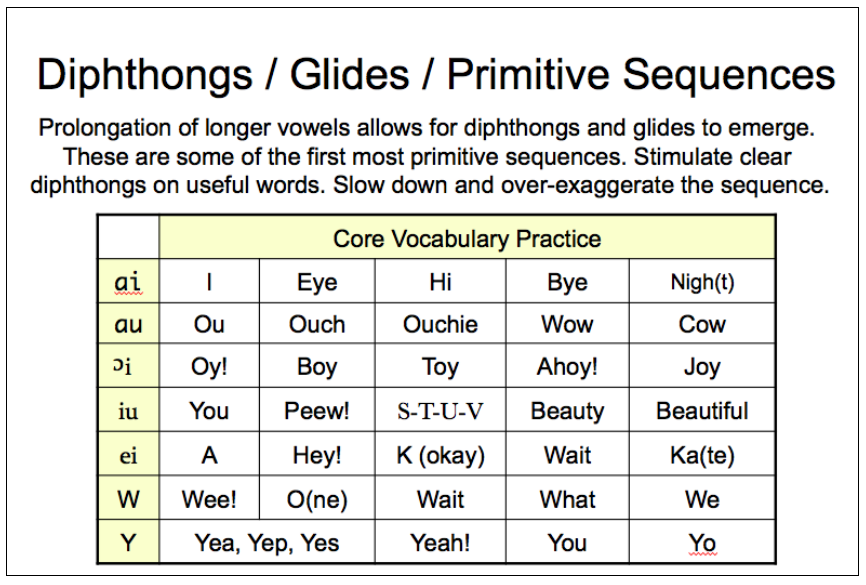 Diphthongs / Glides / Primitive Sequences
Prolongation of longer vowels allows for diphthongs and glides to emerge.
These are some of the first most primitive sequences. Stimulate clear
diphthongs on useful words. Slow down and over-exaggerate the sequence.
Core Vocabulary Practice
ai I Eye Hi Bye Nigh(t)
au Ou Ouch Ouchie Wow Cow
ɔi Oy! Boy Toy Ahoy! Joy
iu You Peew! S-T-U-V Beauty Beautiful
ei A Hey! K (okay) Wait Ka(te)
W Wee! O(ne) Wait What We
Y Yea, Yep, Yes Yeah! You Yo